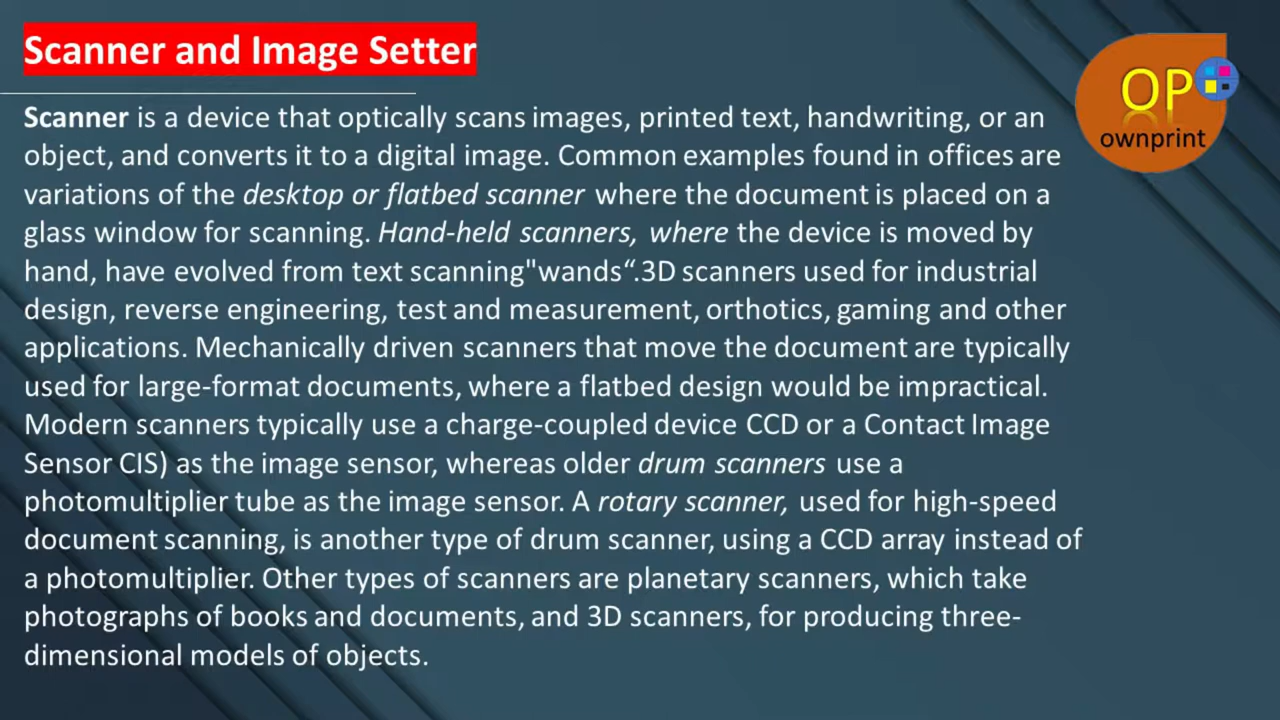 Scanner and Image Setter
OP
ownprint
Scanner is a device that optically scans images, printed text, handwriting, or an
object, and converts it to a digital image. Common examples found in offices are
variations of the desktop or flatbed scanner where the document is placed on a
glass window for scanning. Hand-held scanners, where the device is moved by
hand, have evolved from text scanning"wands“.3D scanners used for industrial
design, reverse engineering, test and measurement, orthotics, gaming and other
applications. Mechanically driven scanners that move the document are typically
used for large-format documents, where a flatbed design would be impractical.
Modern scanners typically use a charge-coupled device CCD or a Contact Image
Sensor CIS) as the image sensor, whereas older drum scanners use a
photomultiplier tube as the image sensor. A rotary scanner, used for high-speed
document scanning, is another type of drum scanner, using a CCD array instead of
a photomultiplier. Other types of scanners are planetary scanners, which take
photographs of books and documents, and 3D scanners, for producing three-
dimensional models of objects.